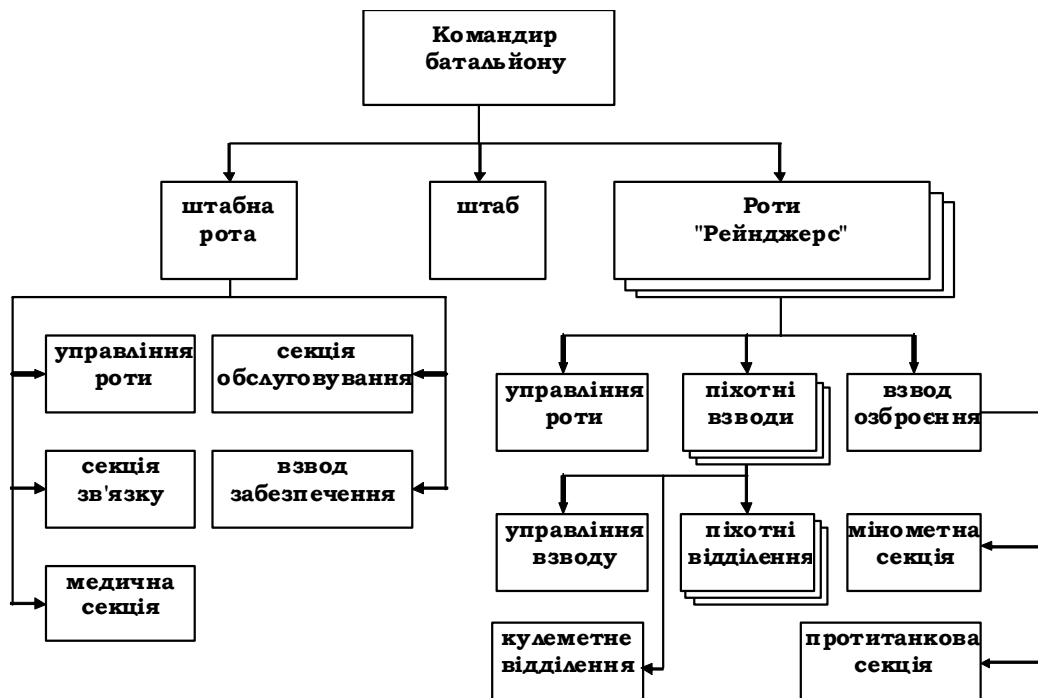 Командир
батальйону
штабна
рота
штаб
Роти
"Рейнджерс"
управління
роти
секція
обслуговування
секція
зв'язку
взвод
забезпечення
медична
секція
управління
роти
піхотні
взводи
взвод
озброєння
управління
взводу
піхотні
відділення
мінометна
секція
кулеметне
відділення
протитанкова
секція